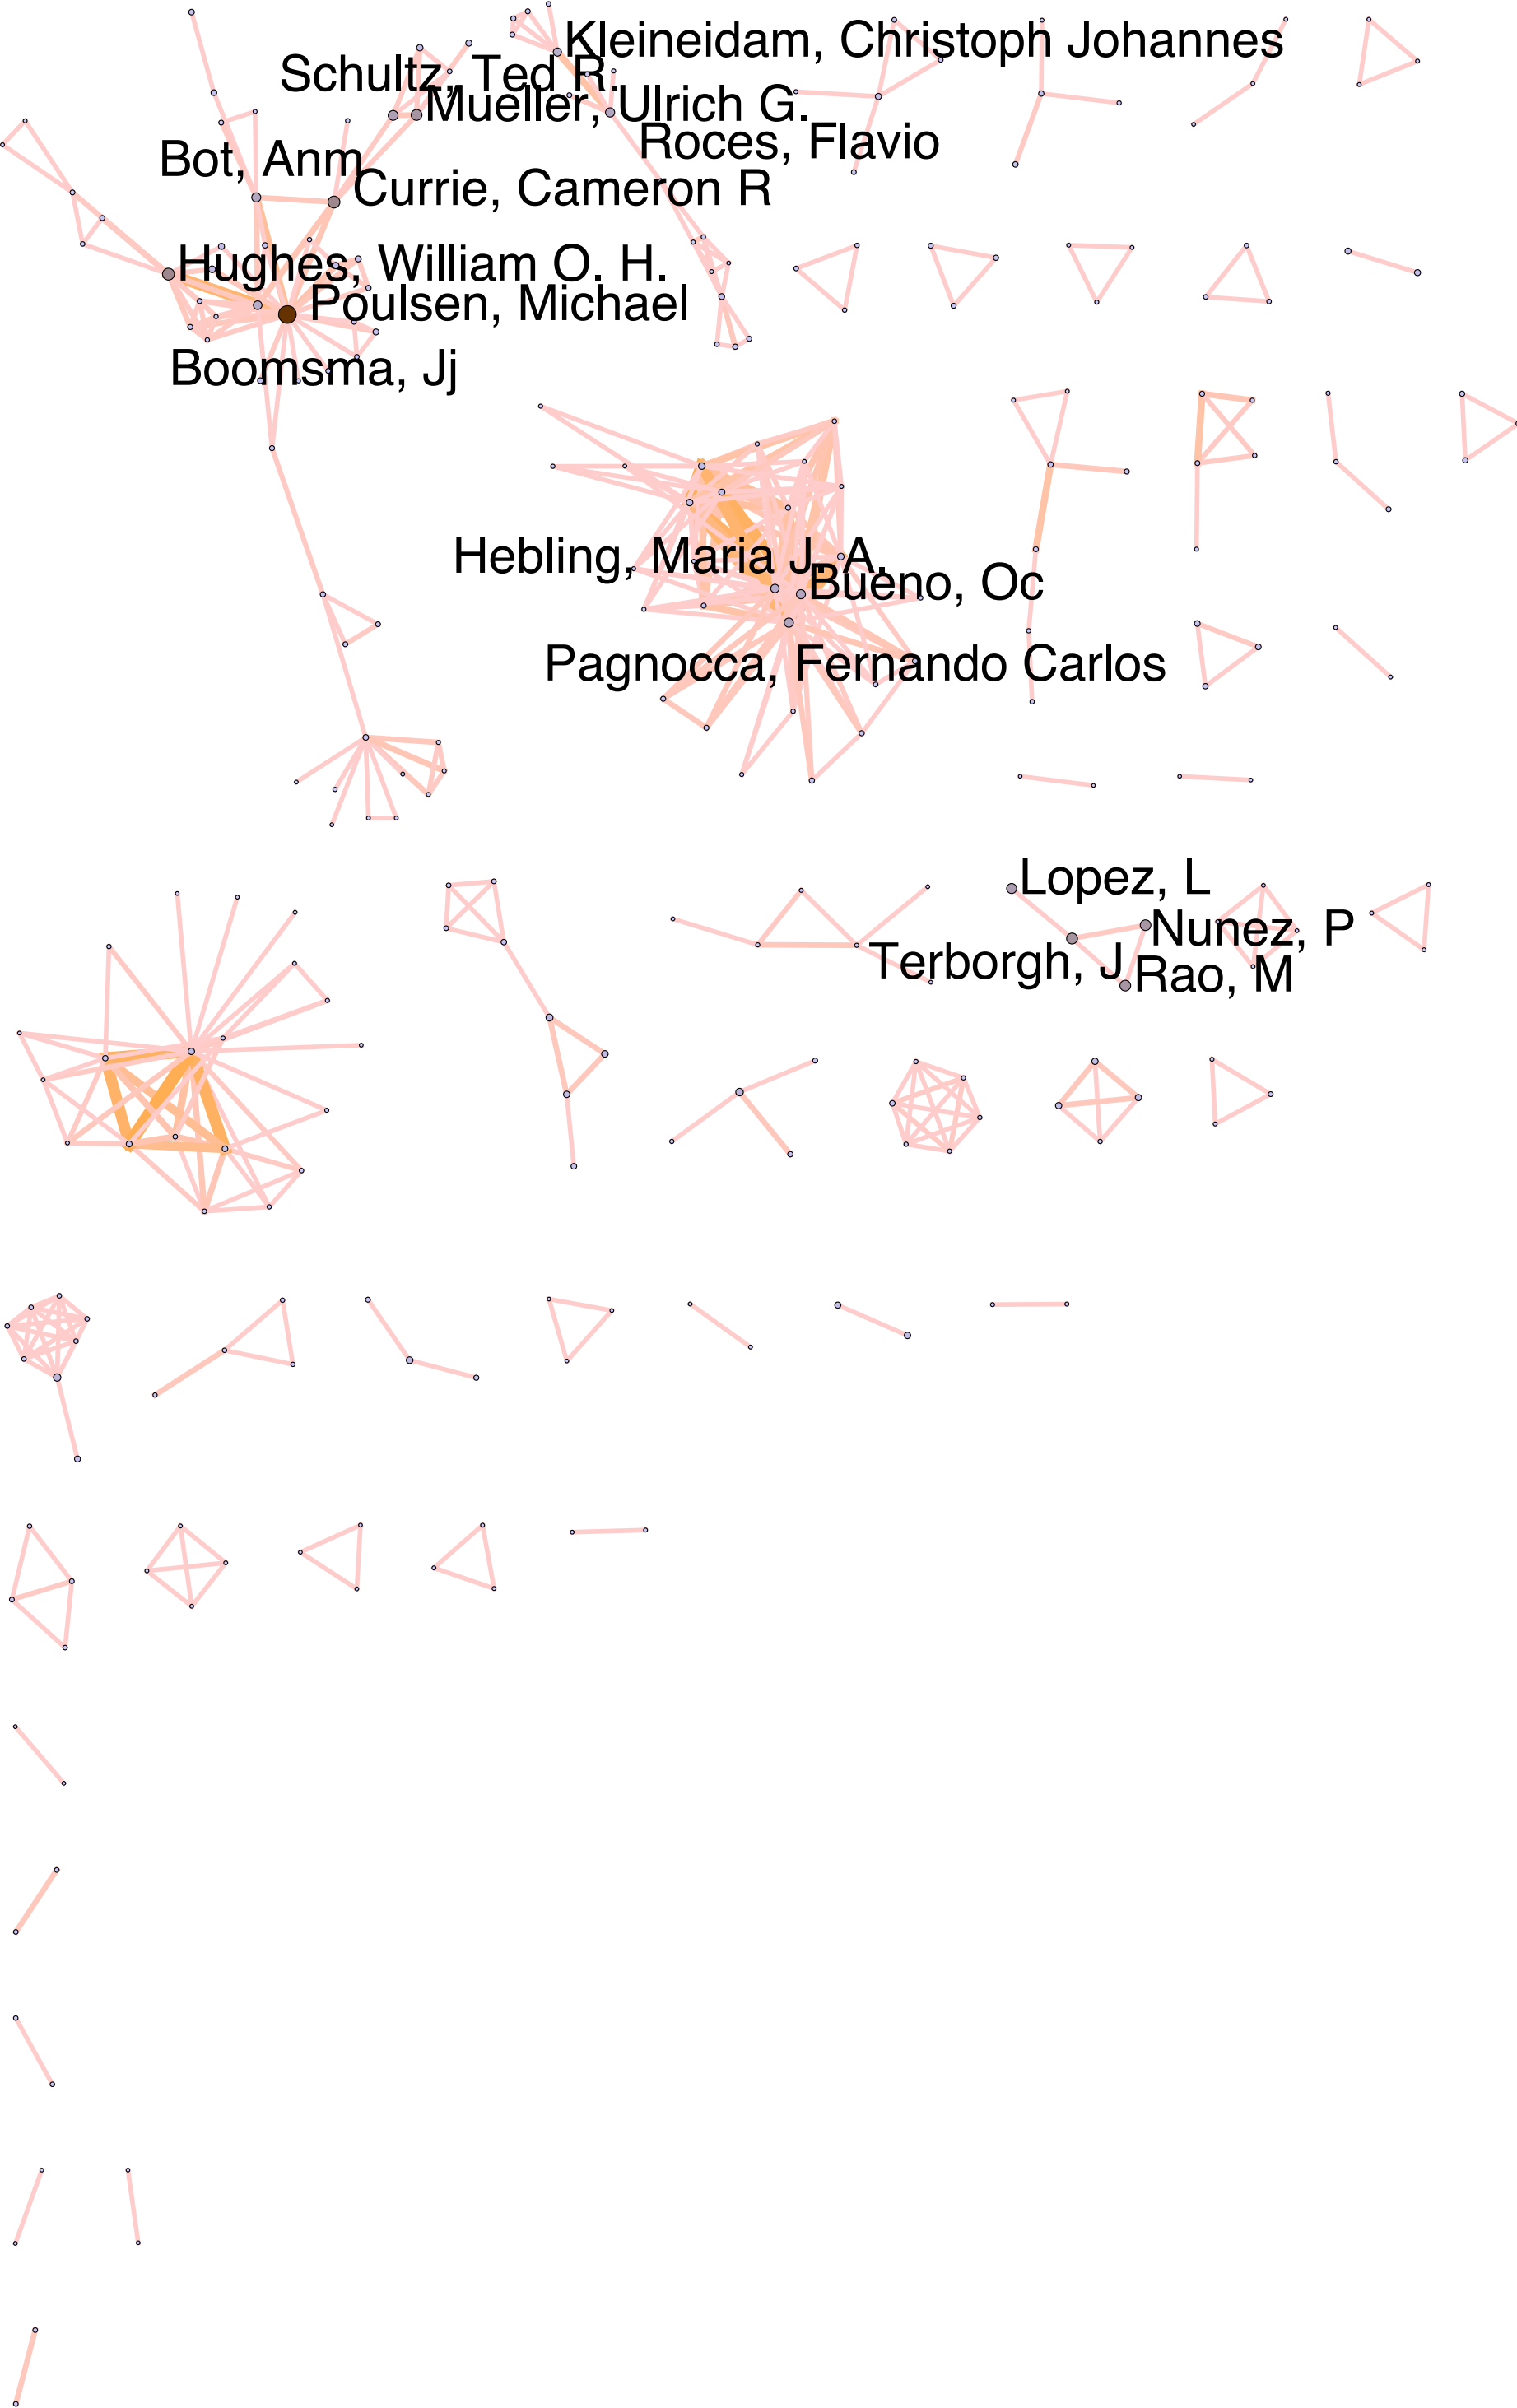 Kleineidam, Christoph Johannes
Schultz, Ted R.
Mueller, Ulrich G.
Roces, Flavio
Bot, Anm
Currie, Cameron R
Hughes, William O. H.
Poulsen, Michael
Boomsma, Jj
Hebling, Maria J. A.
Bueno, Oc
Pagnocca, Fernando Carlos
Lopez, L
Nunez, P
Terborgh, J
Rao, M